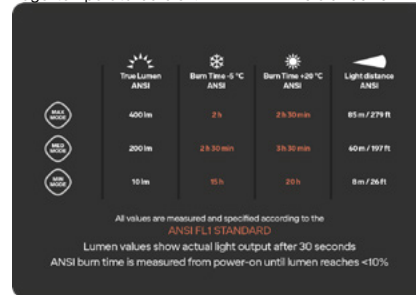 True Lumen ANSI
Burn Time -5 °C ANSI
Burn Time +20 °C ANSI
Light distance ANSI
MAX MODE
400 lm
2 h
2 h 30 min
85 m / 279 ft
MED MODE
200 lm
2 h 30 min
3 h 30 min
60 m / 197 ft
MIN MODE
10 lm
15 h
20 h
8 m / 26 ft
All values are measured and specified according to the
ANSI FL1 STANDARD
Lumen values show actual light output after 30 seconds
ANSI burn time is measured from power-on until lumen reaches <10%